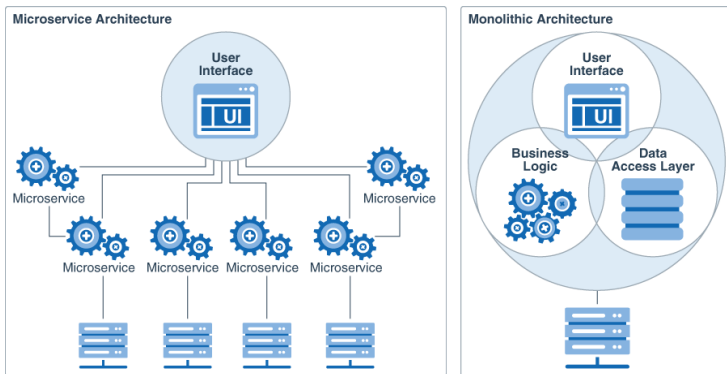 Microservice Architecture
User
Interface
UI
Microservice
Microservice
Microservice
Microservice
Microservice
Microservice
Monolithic Architecture
User
Interface
UI
Business
Logic
Data
Access Layer